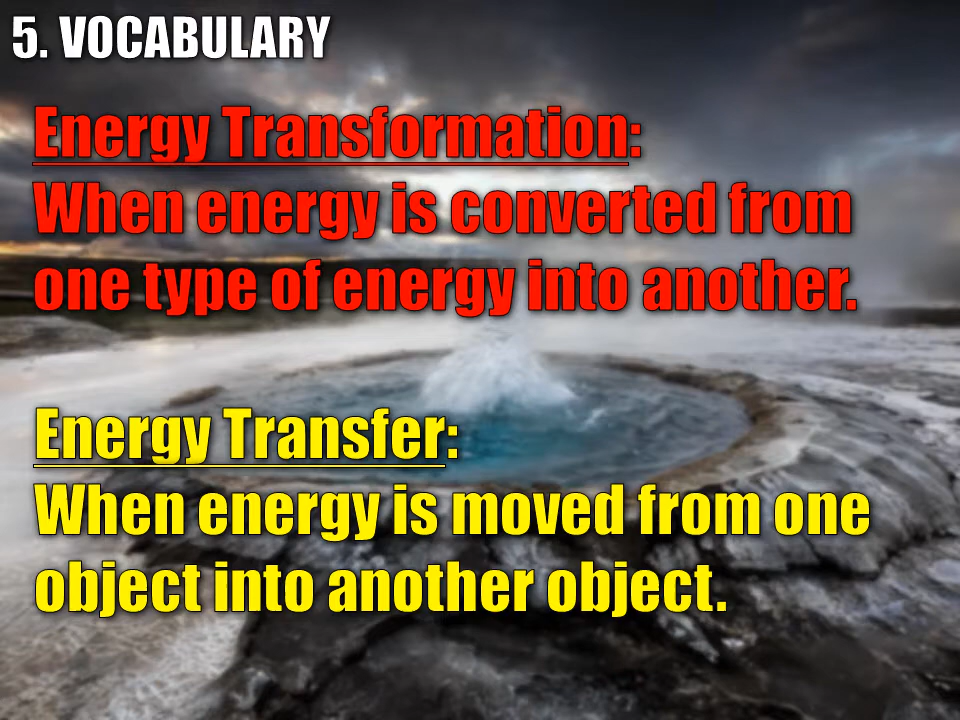 5. VOCABULARY
Energy Transformation:
When energy is converted from
one type of energy into another.
Energy Transfer:
When energy is moved from one
object into another object.